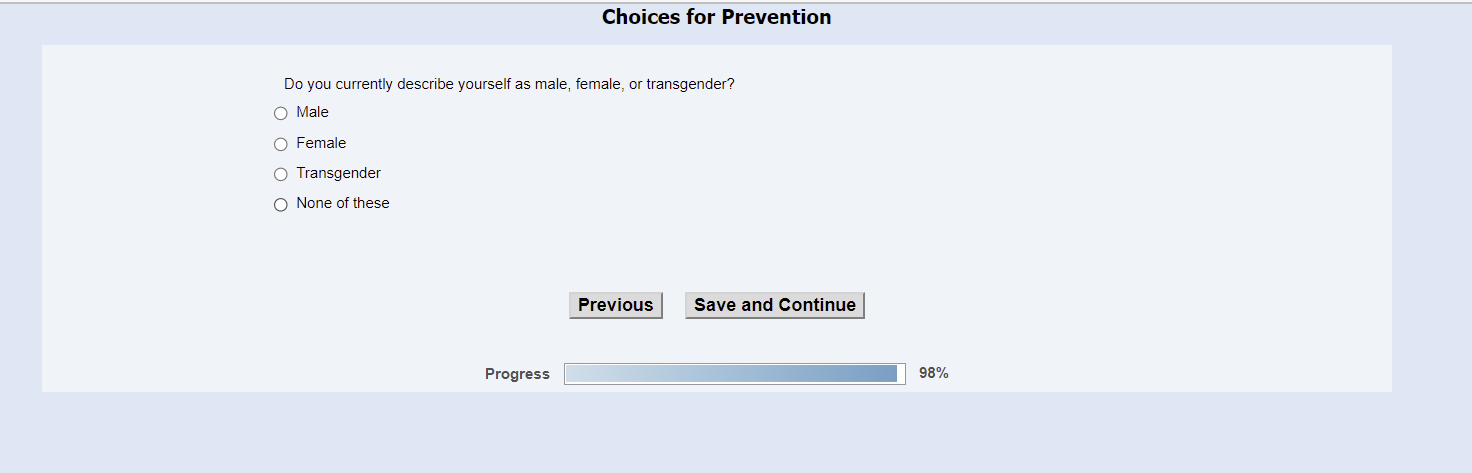 Choices for Prevention
Do you currently describe yourself as male, female, or transgender?
Male
Female
Transgender
None of these
Previous Save and Continue
Progress 98%